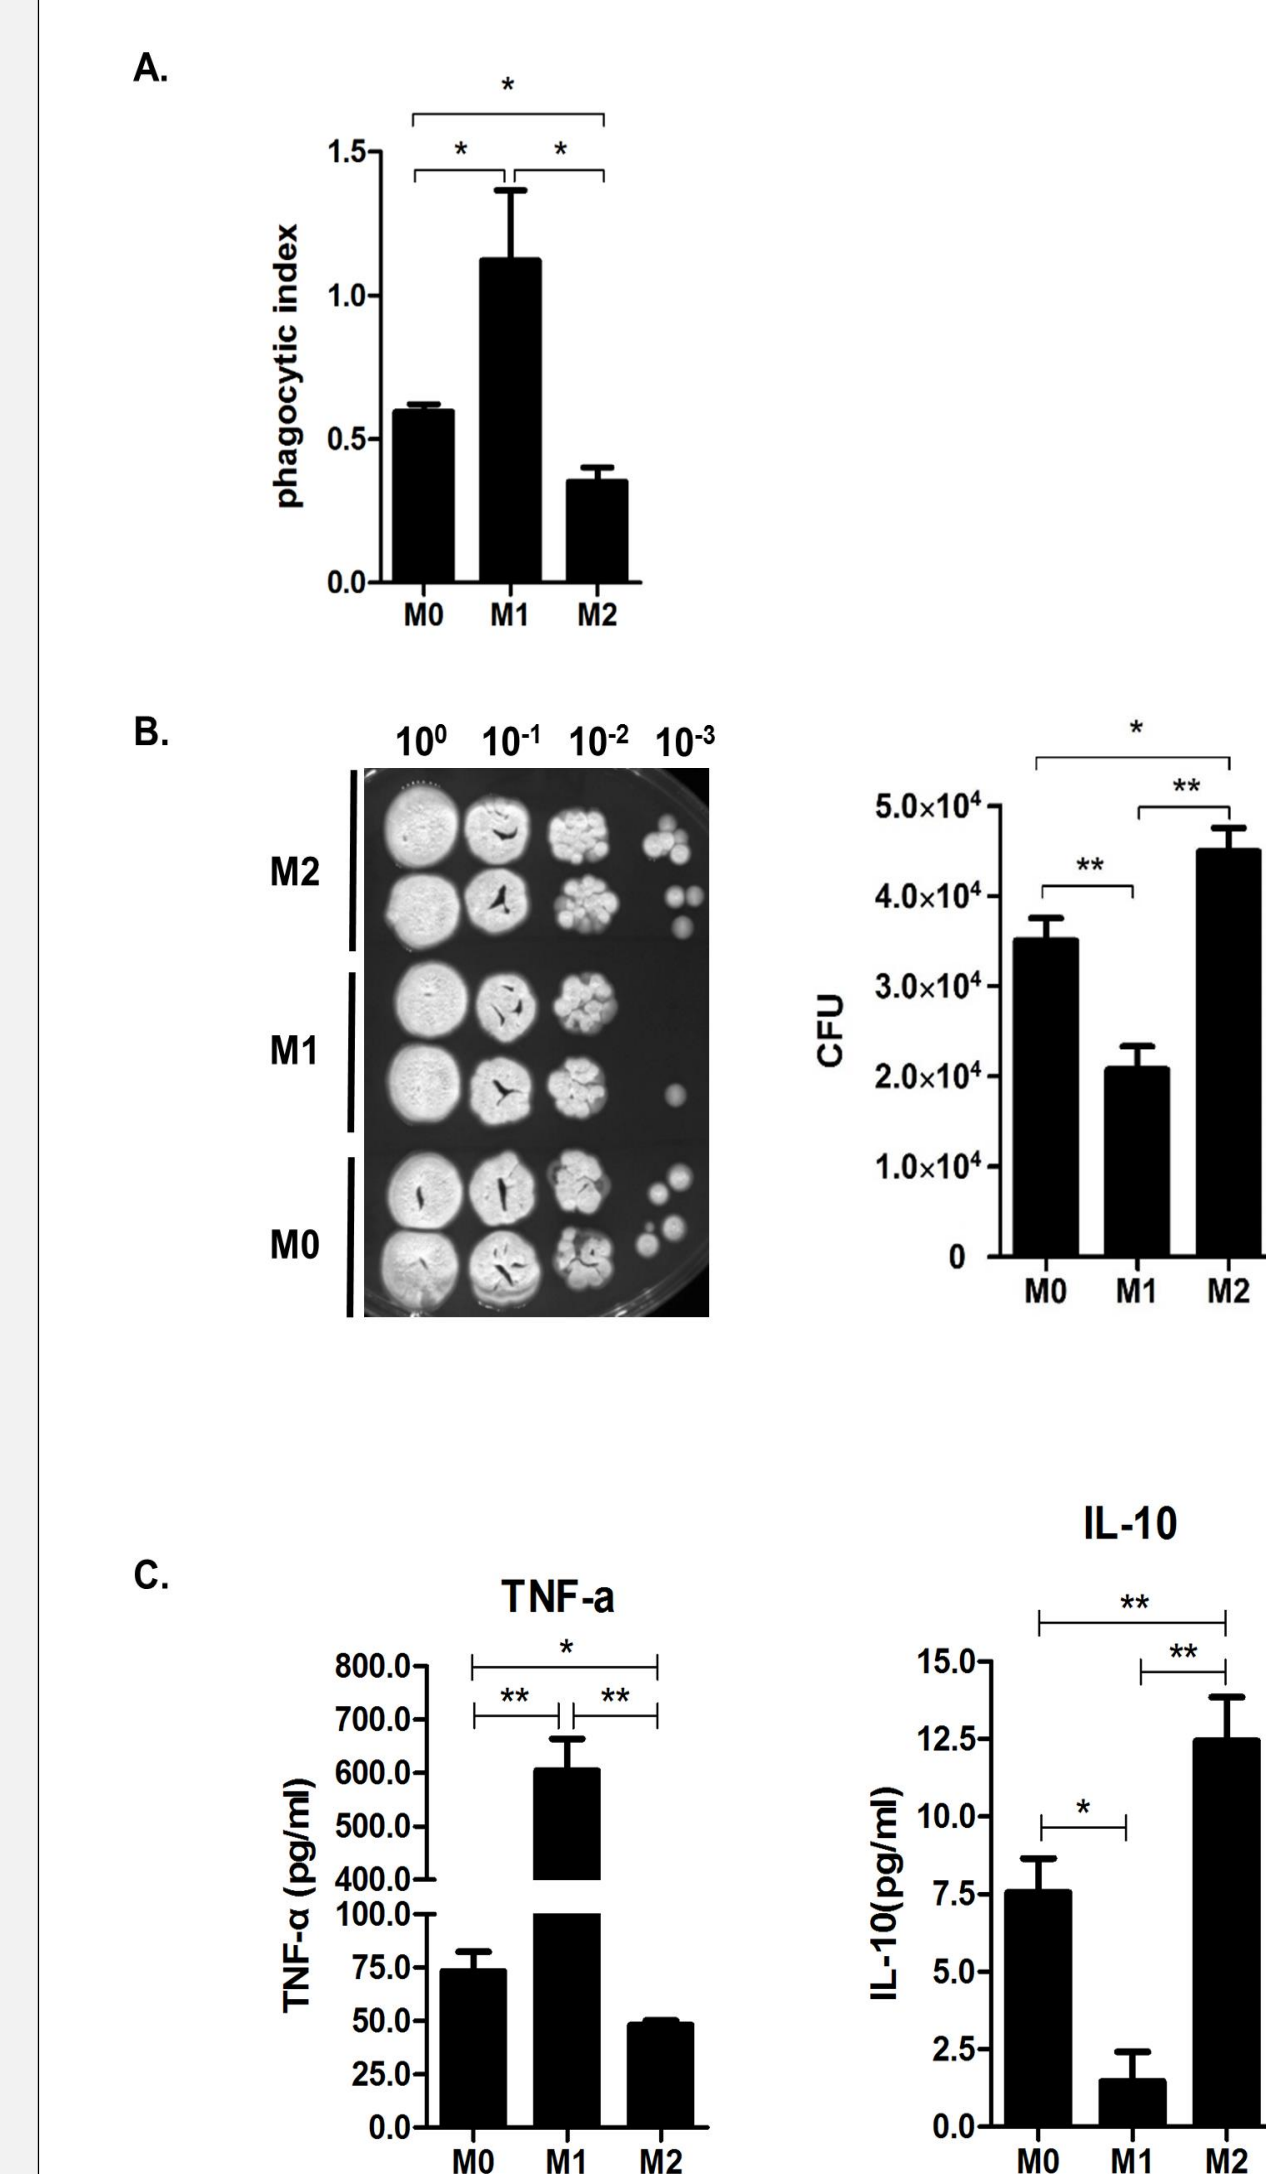 A.
*
* *
1.5
1.0
0.5
0.0
phagocytic index
M0 M1 M2
B.
10⁰ 10⁻¹ 10⁻² 10⁻³
M2
M1
M0
*
**
**
5.0×10⁴
4.0×10⁴
3.0×10⁴
2.0×10⁴
1.0×10⁴
0
CFU
M0 M1 M2
C.
TNF-a
*
** **
800.0
700.0
600.0
500.0
400.0
100.0
75.0
50.0
25.0
0.0
TNF-α (pg/ml)
M0 M1 M2
IL-10
**
**
*
15.0
12.5
10.0
7.5
5.0
2.5
0.0
IL-10(pg/ml)
M0 M1 M2